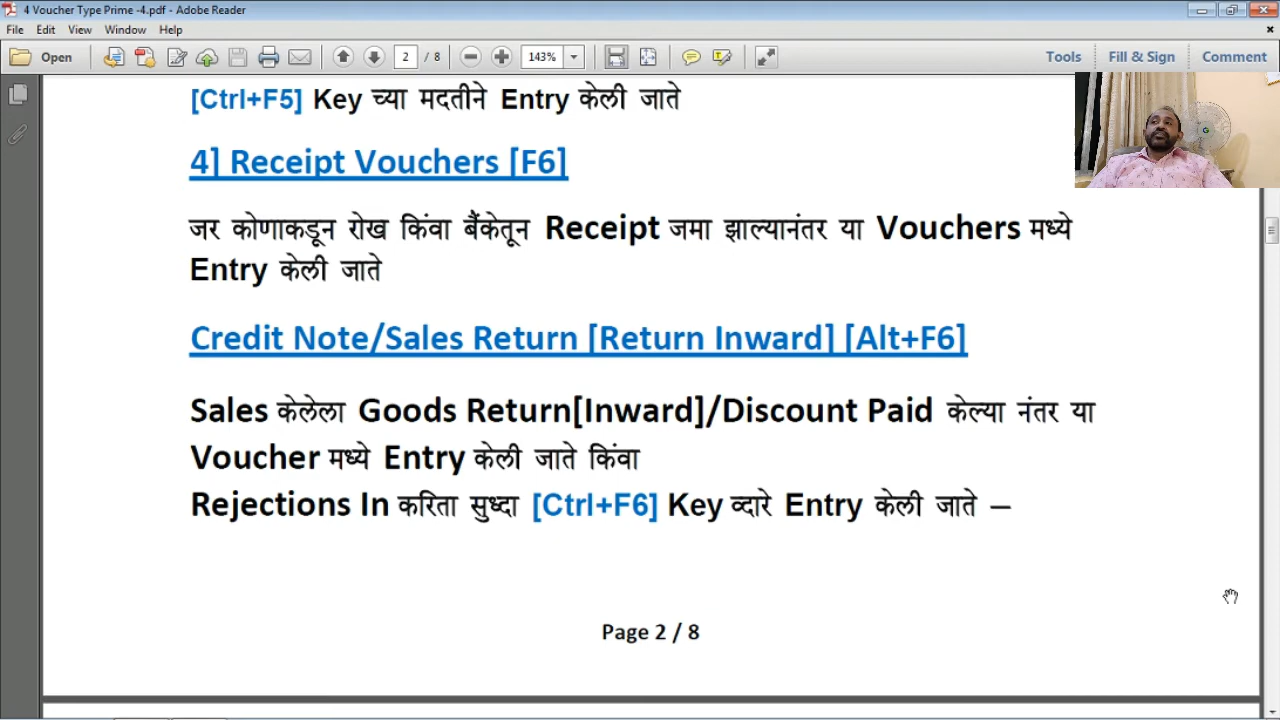 4 Voucher Type Prime -4.pdf - Adobe Reader
File Edit View Window Help
Open 2 / 8 143% Tools Fill & Sign Comment
[Ctrl+F5] Key च्या मदतीने Entry केली जाते
4] Receipt Vouchers [F6]
जर कोणाकडून रोख किंवा बैंकेतून Receipt जमा झाल्यानंतर या Vouchers मध्ये
Entry केली जाते
Credit Note/Sales Return [Return Inward] [Alt+F6]
Sales केलेला Goods Return[Inward]/Discount Paid केल्या नंतर या
Voucher मध्ये Entry केली जाते किंवा
Rejections In करिता सुध्दा [Ctrl+F6] Key व्दारे Entry केली जाते –
Page 2 / 8